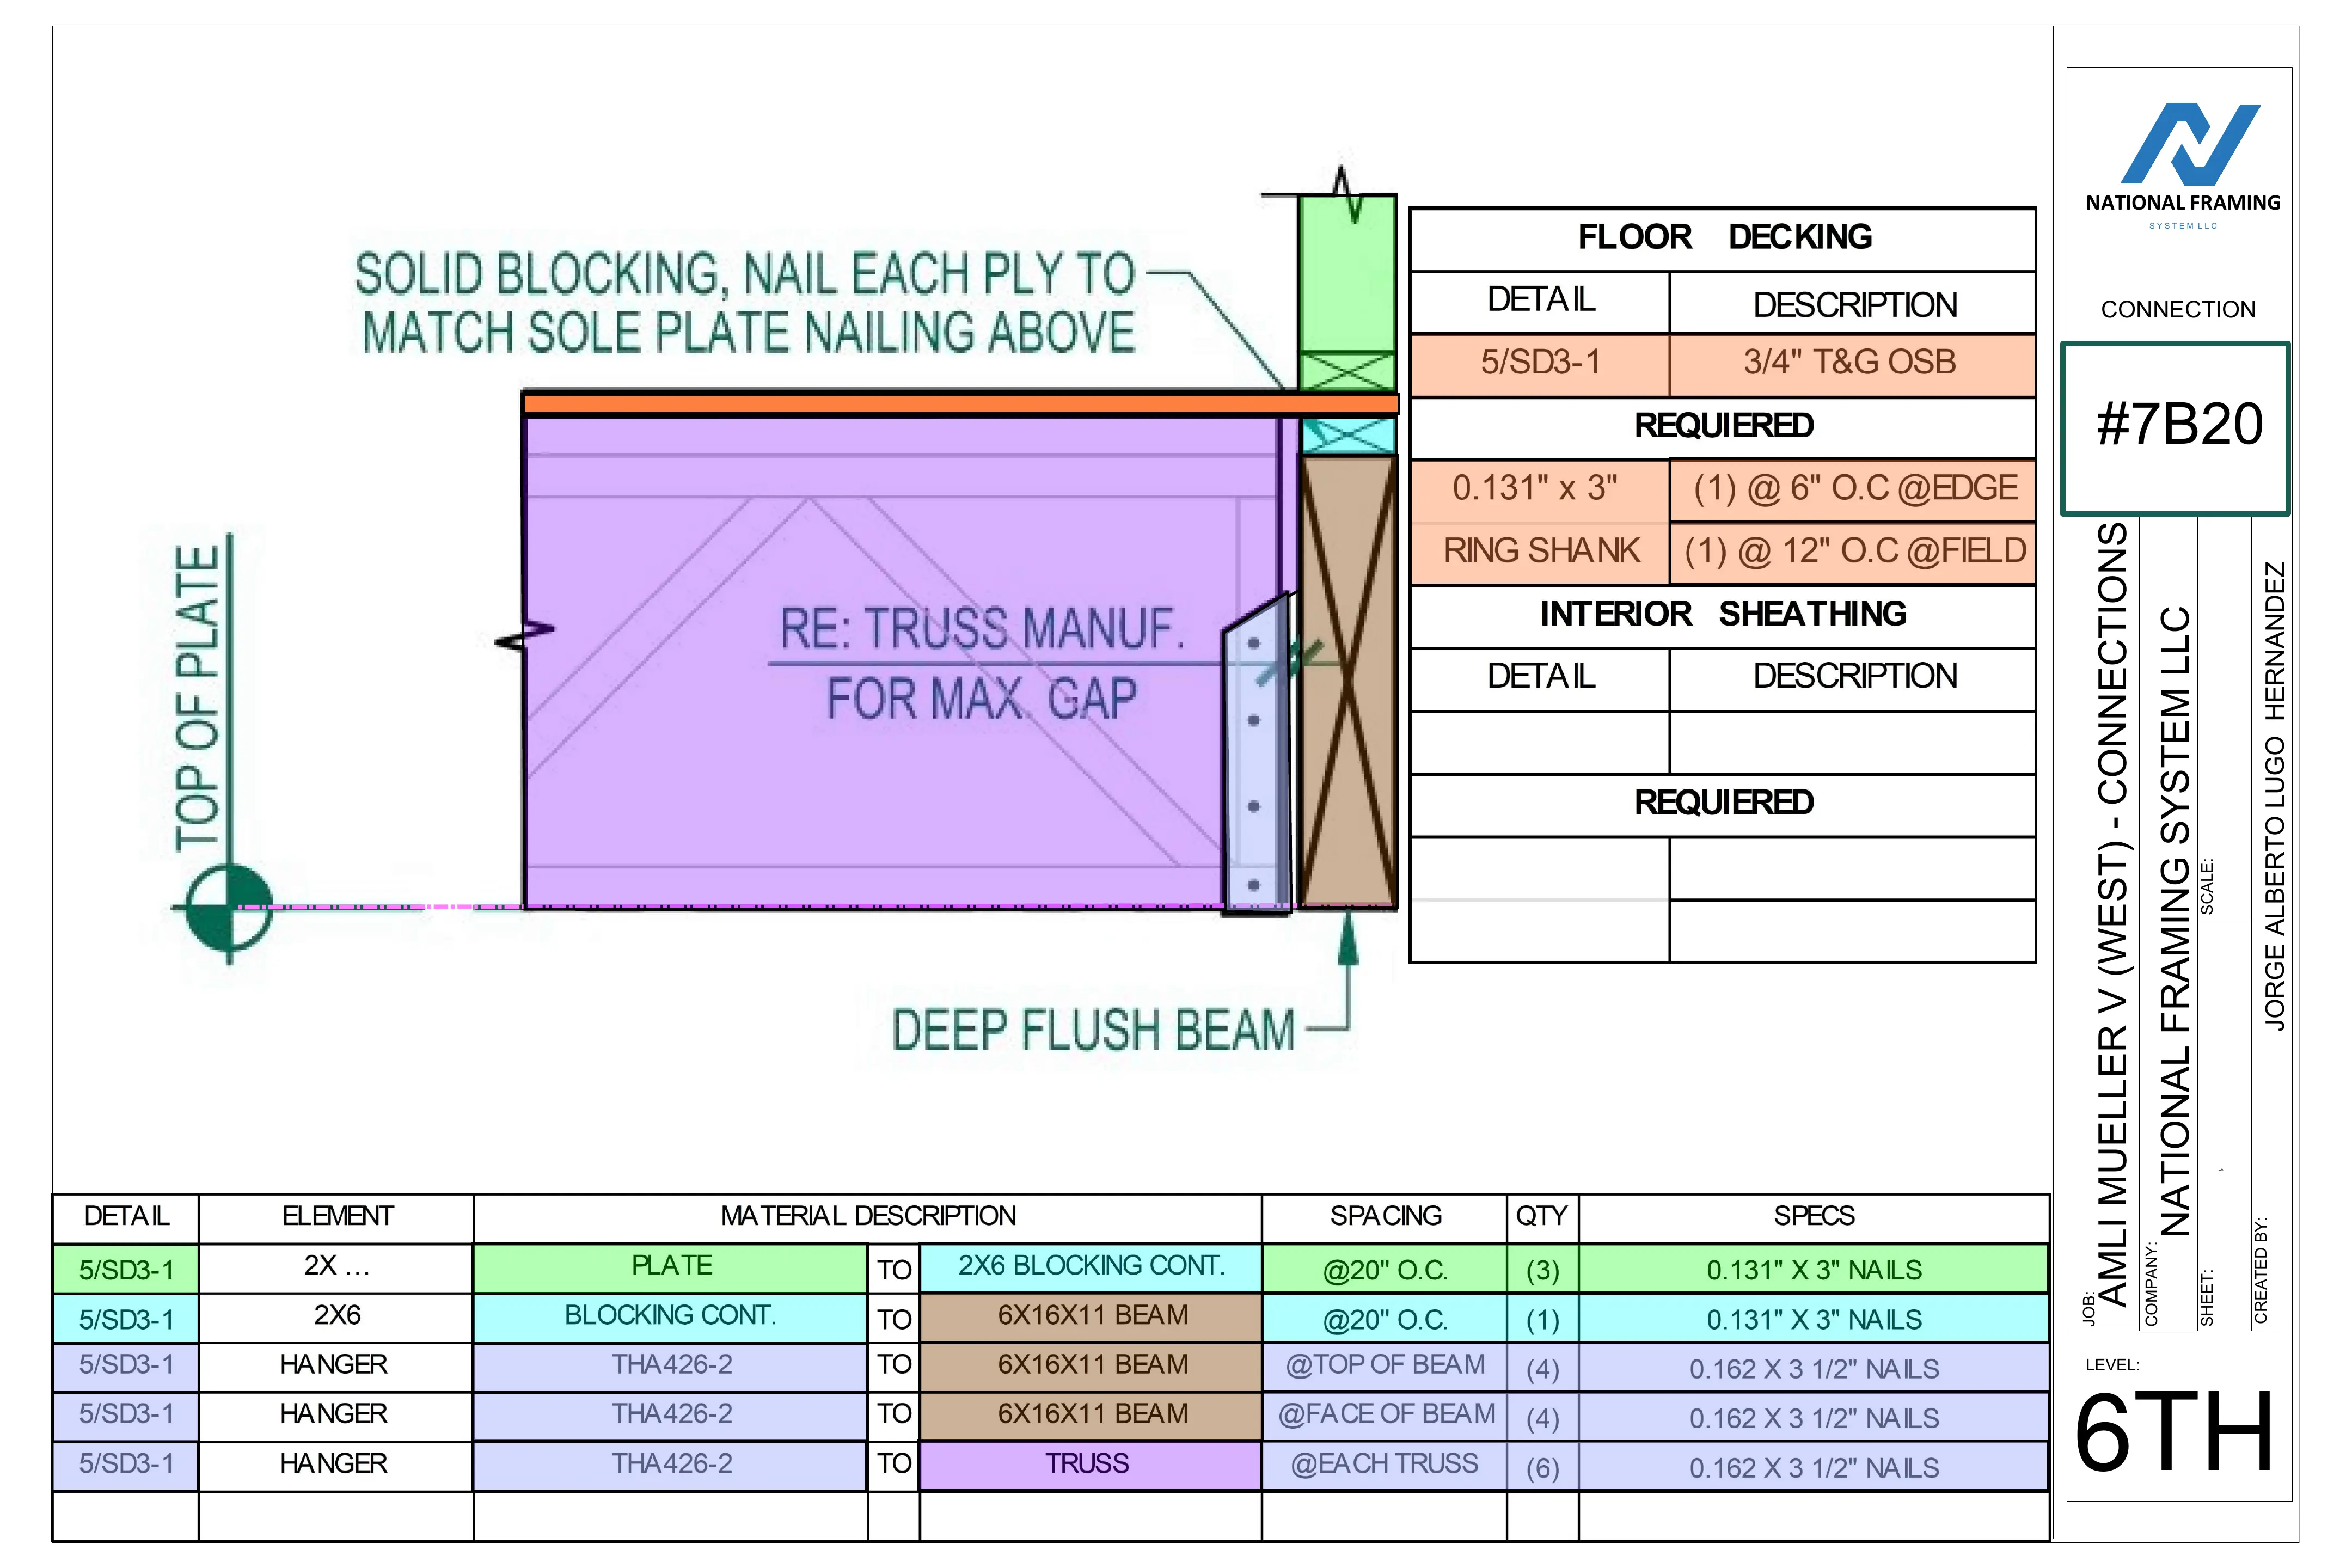 SOLID BLOCKING, NAIL EACH PLY TO
MATCH SOLE PLATE NAILING ABOVE
TOP OF PLATE
RE: TRUSS MANUF.
FOR MAX. GAP
DEEP FLUSH BEAM
FLOOR DECKING
DETAIL DESCRIPTION
5/SD3-1 3/4" T&G OSB
REQUIERED
0.131" x 3" (1) @ 6" O.C @EDGE
RING SHANK (1) @ 12" O.C @FIELD
INTERIOR SHEATHING
DETAIL DESCRIPTION
REQUIERED
DETAIL ELEMENT MATERIAL DESCRIPTION SPACING QTY SPECS
5/SD3-1 2X ... PLATE TO 2X6 BLOCKING CONT. @20" O.C. (3) 0.131" X 3" NAILS
5/SD3-1 2X6 BLOCKING CONT. TO 6X16X11 BEAM @20" O.C. (1) 0.131" X 3" NAILS
5/SD3-1 HANGER THA426-2 TO 6X16X11 BEAM @TOP OF BEAM (4) 0.162 X 3 1/2" NAILS
5/SD3-1 HANGER THA426-2 TO 6X16X11 BEAM @FACE OF BEAM (4) 0.162 X 3 1/2" NAILS
5/SD3-1 HANGER THA426-2 TO TRUSS @EACH TRUSS (6) 0.162 X 3 1/2" NAILS
NATIONAL FRAMING
SYSTEM LLC
CONNECTION
#7B20
JOB: AMLI MUELLER V (WEST) - CONNECTIONS
COMPANY: NATIONAL FRAMING SYSTEM LLC
SHEET:
SCALE:
CREATED BY: JORGE ALBERTO LUGO HERNANDEZ
LEVEL:
6TH